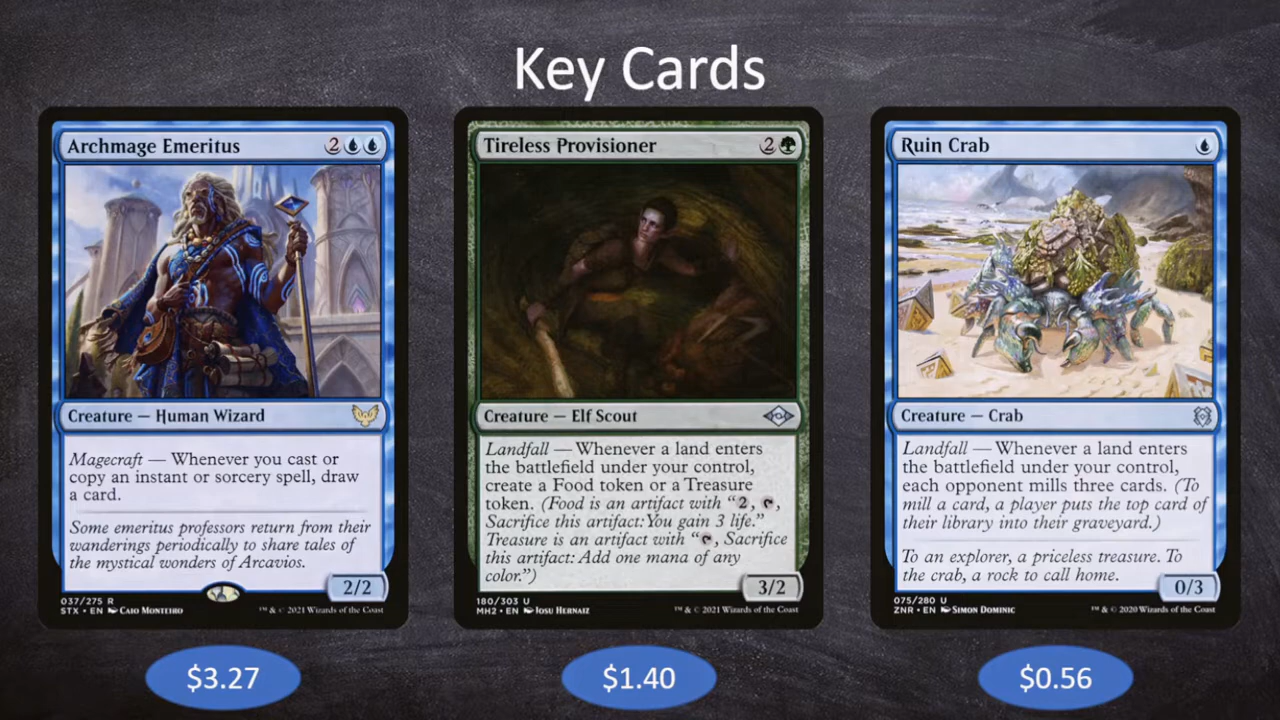 Key Cards
Archmage Emeritus 2
Creature — Human Wizard
Magecraft — Whenever you cast or
copy an instant or sorcery spell, draw
a card.
Some emeritus professors return from their
wanderings periodically to share tales of
the mystical wonders of Arcavios.
2/2
037/275 R
STX • EN CAIO MONTEIRO
™ & © 2021 Wizards of the Coast
$3.27
Tireless Provisioner 2
Creature — Elf Scout
Landfall — Whenever a land enters
the battlefield under your control,
create a Food token or a Treasure
token. (Food is an artifact with “2, ,
Sacrifice this artifact:You gain 3 life.”
Treasure is an artifact with “ , Sacrifice
this artifact: Add one mana of any
color.”)
3/2
180/303 U
MH2 • EN IOSU HERNAIZ
™ & © 2021 Wizards of the Coast
$1.40
Ruin Crab
Creature — Crab
Landfall — Whenever a land enters
the battlefield under your control,
each opponent mills three cards. (To
mill a card, a player puts the top card of
their library into their graveyard.)
To an explorer, a priceless treasure. To
the crab, a rock to call home.
0/3
075/280 U
ZNR • EN SIMON DOMINIC
™ & © 2020 Wizards of the Coast
$0.56